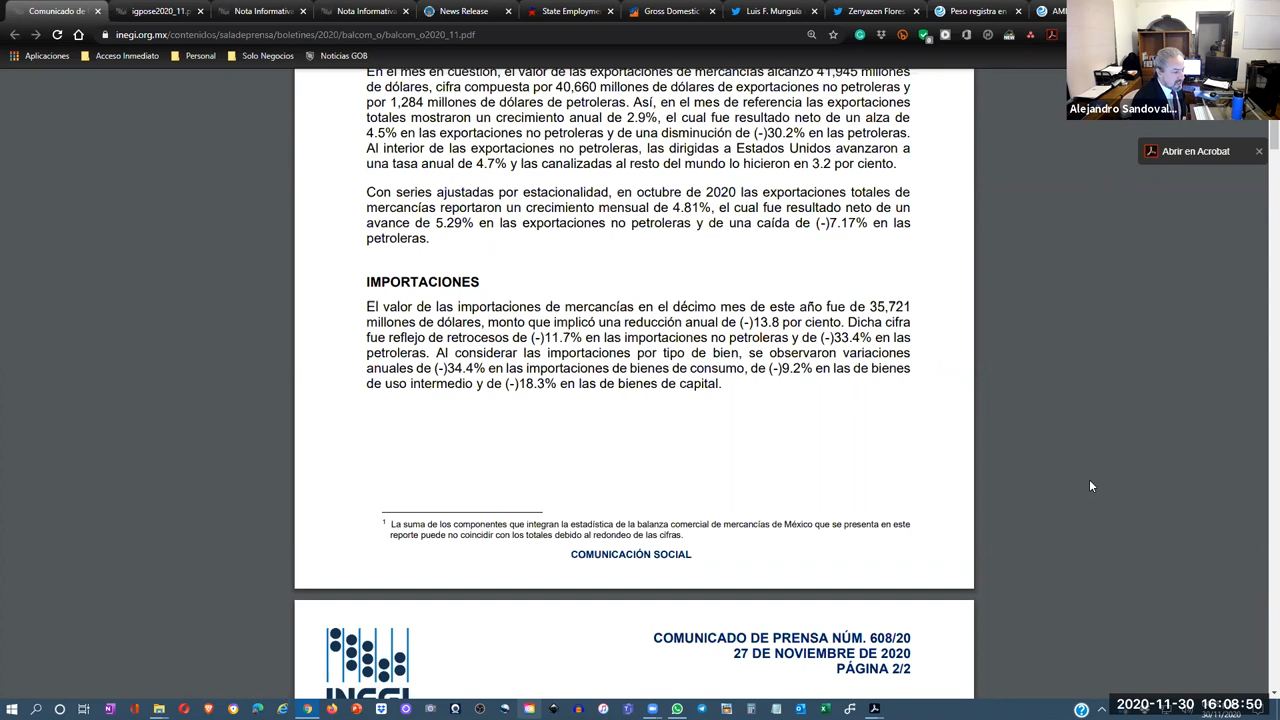 Comunicado de
igpose2020_11.p
Nota Informativ
Nota Informativ
News Release
State Employm
Gross Domestic
Luis F. Munguía
Zenyazen Flores
Peso registra en
inegi.org.mx/contenidos/saladeprensa/boletines/2020/balcom_o/balcom_o2020_11.pdf
Aplicaciones
Acceso Inmediato
Personal
Solo Negocios
Noticias GOB
Alejandro Sandoval...
Abrir en Acrobat
En el mes en cuestión, el valor de las exportaciones de mercancías alcanzó 41,945 millones
de dólares, cifra compuesta por 40,660 millones de dólares de exportaciones no petroleras y
por 1,284 millones de dólares de petroleras. Así, en el mes de referencia las exportaciones
totales mostraron un crecimiento anual de 2.9%, el cual fue resultado neto de un alza de
4.5% en las exportaciones no petroleras y de una disminución de (-)30.2% en las petroleras.
Al interior de las exportaciones no petroleras, las dirigidas a Estados Unidos avanzaron a
una tasa anual de 4.7% y las canalizadas al resto del mundo lo hicieron en 3.2 por ciento.
Con series ajustadas por estacionalidad, en octubre de 2020 las exportaciones totales de
mercancías reportaron un crecimiento mensual de 4.81%, el cual fue resultado neto de un
avance de 5.29% en las exportaciones no petroleras y de una caída de (-)7.17% en las
petroleras.
IMPORTACIONES
El valor de las importaciones de mercancías en el décimo mes de este año fue de 35,721
millones de dólares, monto que implicó una reducción anual de (-)13.8 por ciento. Dicha cifra
fue reflejo de retrocesos de (-)11.7% en las importaciones no petroleras y de (-)33.4% en las
petroleras. Al considerar las importaciones por tipo de bien, se observaron variaciones
anuales de (-)34.4% en las importaciones de bienes de consumo, de (-)9.2% en las de bienes
de uso intermedio y de (-)18.3% en las de bienes de capital.
1 La suma de los componentes que integran la estadística de la balanza comercial de mercancías de México que se presenta en este
reporte puede no coincidir con los totales debido al redondeo de las cifras.
COMUNICACIÓN SOCIAL
COMUNICADO DE PRENSA NÚM. 608/20
27 DE NOVIEMBRE DE 2020
PÁGINA 2/2
INEGI
2020-11-30 16:08:50
30/11/2020